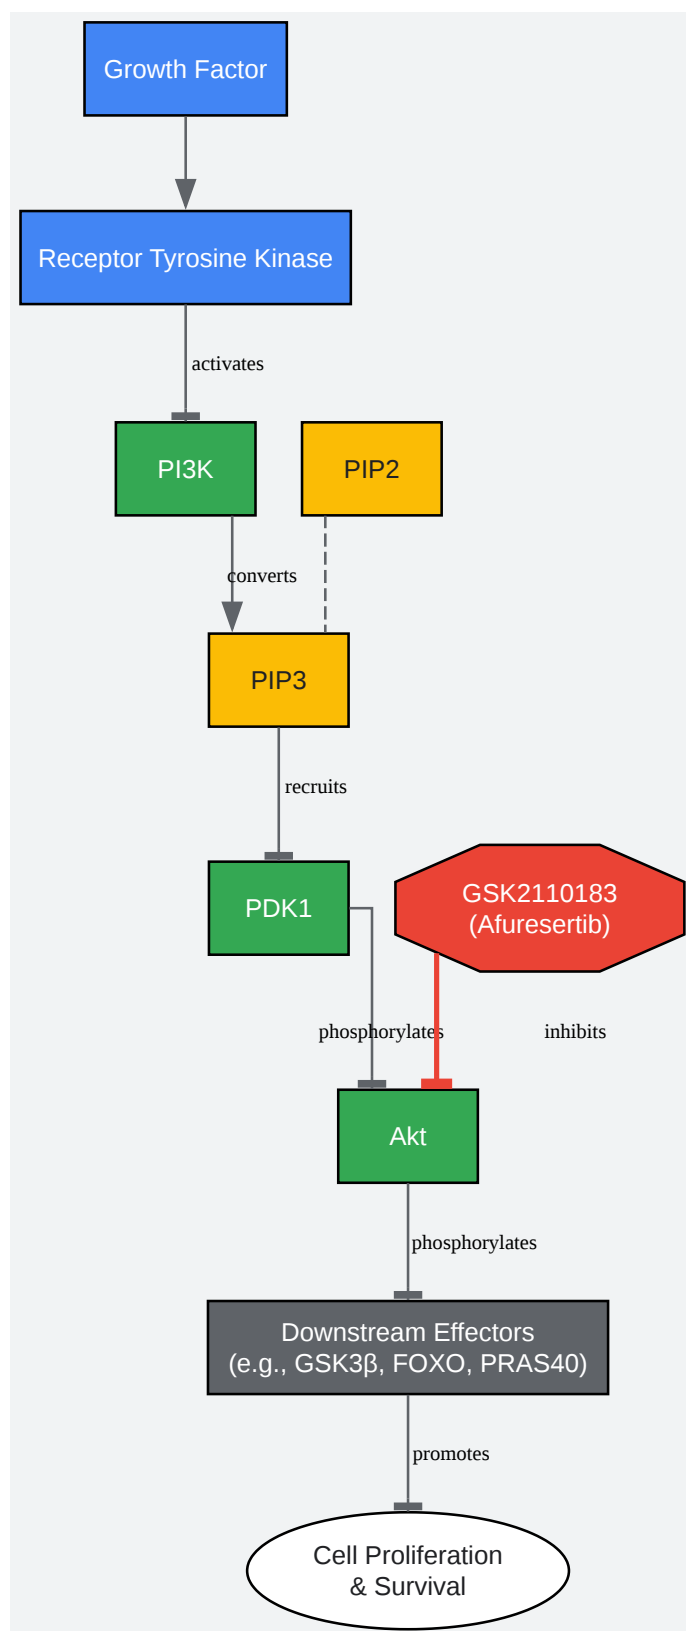 Growth Factor
Receptor Tyrosine Kinase
activates
PI3K
PIP2
converts
PIP3
recruits
PDK1
GSK2110183
(Afuresertib)
phosphorylates
inhibits
Akt
phosphorylates
Downstream Effectors
(e.g., GSK3β, FOXO, PRAS40)
promotes
Cell Proliferation
& Survival